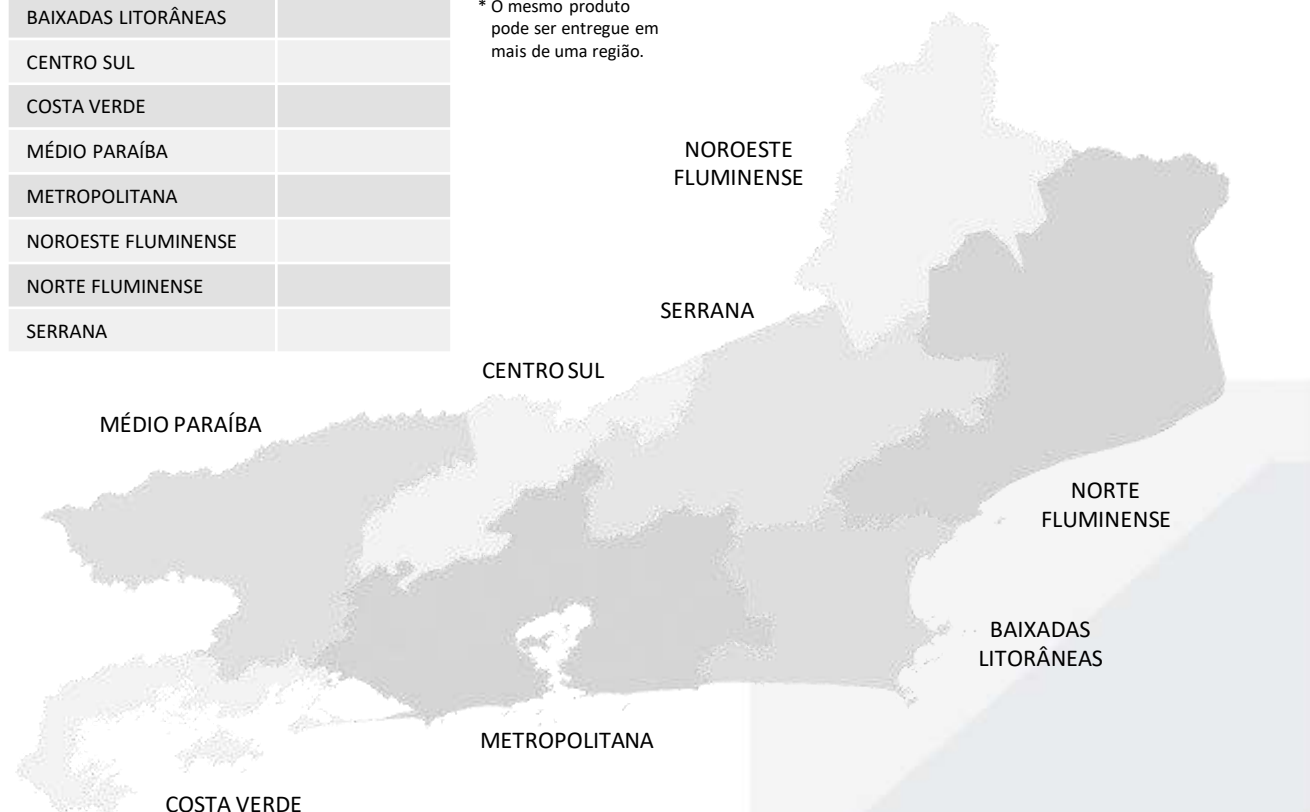 BAIXADAS LITORÂNEAS
CENTRO SUL
COSTA VERDE
MÉDIO PARAÍBA
METROPOLITANA
NOROESTE FLUMINENSE
NORTE FLUMINENSE
SERRANA
* O mesmo produto
pode ser entregue em
mais de uma região.
NOROESTE
FLUMINENSE
SERRANA
CENTRO SUL
MÉDIO PARAÍBA
NORTE
FLUMINENSE
BAIXADAS
LITORÂNEAS
METROPOLITANA
COSTA VERDE